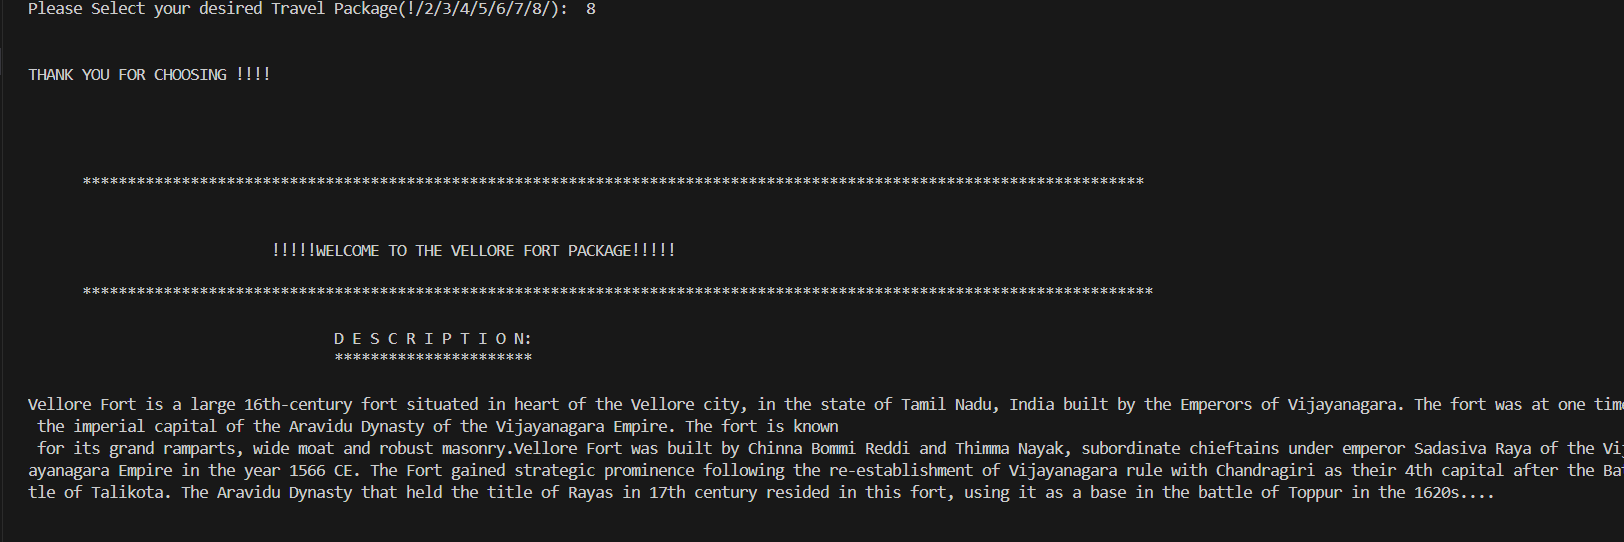 Please Select your desired Travel Package(!/2/3/4/5/6/7/8/):  8
THANK YOU FOR CHOOSING !!!!
**********************************************************************************************************************
!!!!!WELCOME TO THE VELLORE FORT PACKAGE!!!!!
***********************************************************************************************************************
D E S C R I P T I O N:
**********************
Vellore Fort is a large 16th-century fort situated in heart of the Vellore city, in the state of Tamil Nadu, India built by the Emperors of Vijayanagara. The fort was at one time
the imperial capital of the Aravidu Dynasty of the Vijayanagara Empire. The fort is known
for its grand ramparts, wide moat and robust masonry.Vellore Fort was built by Chinna Bommi Reddi and Thimma Nayak, subordinate chieftains under emperor Sadasiva Raya of the Vij
ayanagara Empire in the year 1566 CE. The Fort gained strategic prominence following the re-establishment of Vijayanagara rule with Chandragiri as their 4th capital after the Bat
tle of Talikota. The Aravidu Dynasty that held the title of Rayas in 17th century resided in this fort, using it as a base in the battle of Toppur in the 1620s....